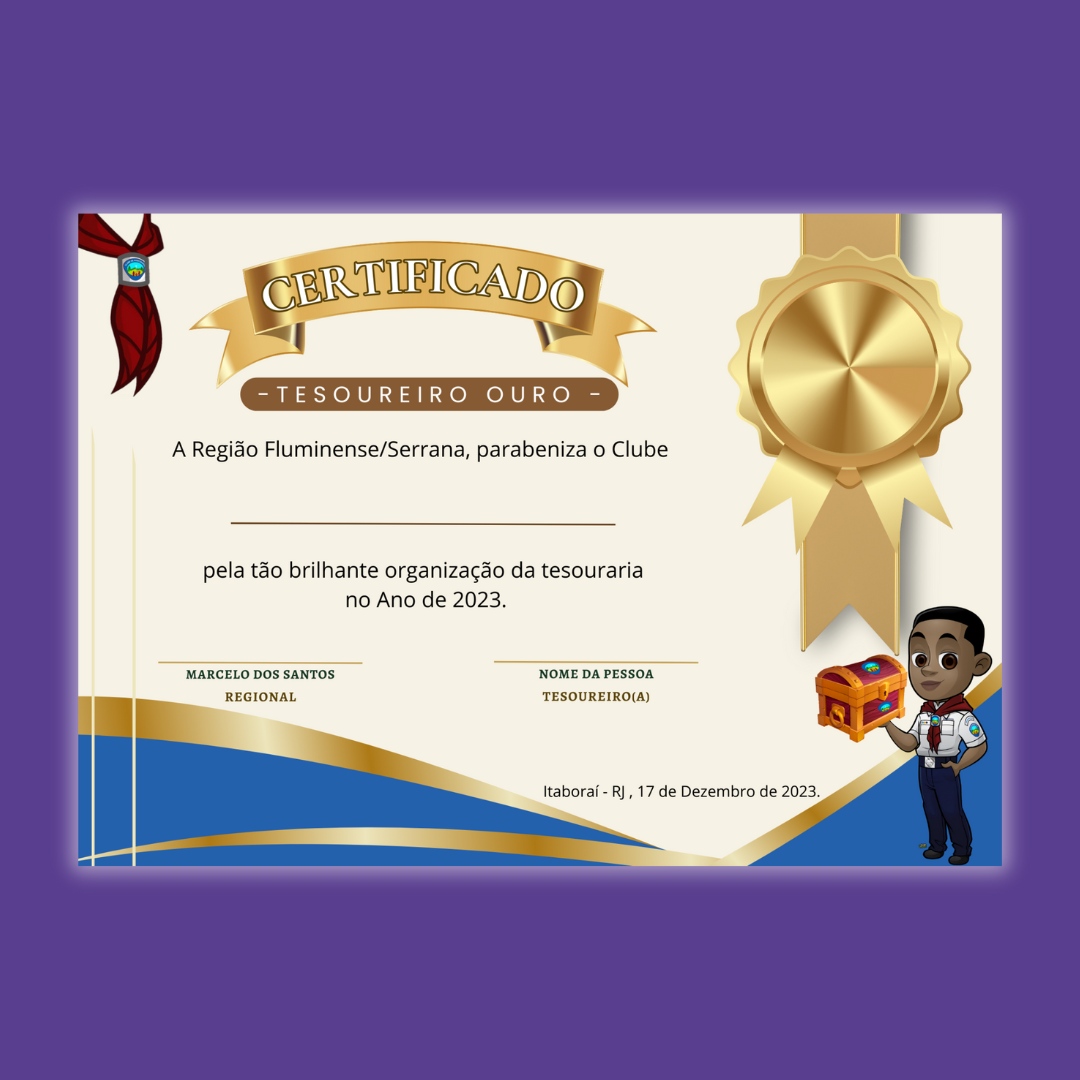 CERTIFICADO
-TESOUREIRO OURO -
A Região Fluminense/Serrana, parabeniza o Clube
pela tão brilhante organização da tesouraria
no Ano de 2023.
MARCELO DOS SANTOS
REGIONAL
NOME DA PESSOA
TESOUREIRO(A)
Itaboraí - RJ , 17 de Dezembro de 2023.